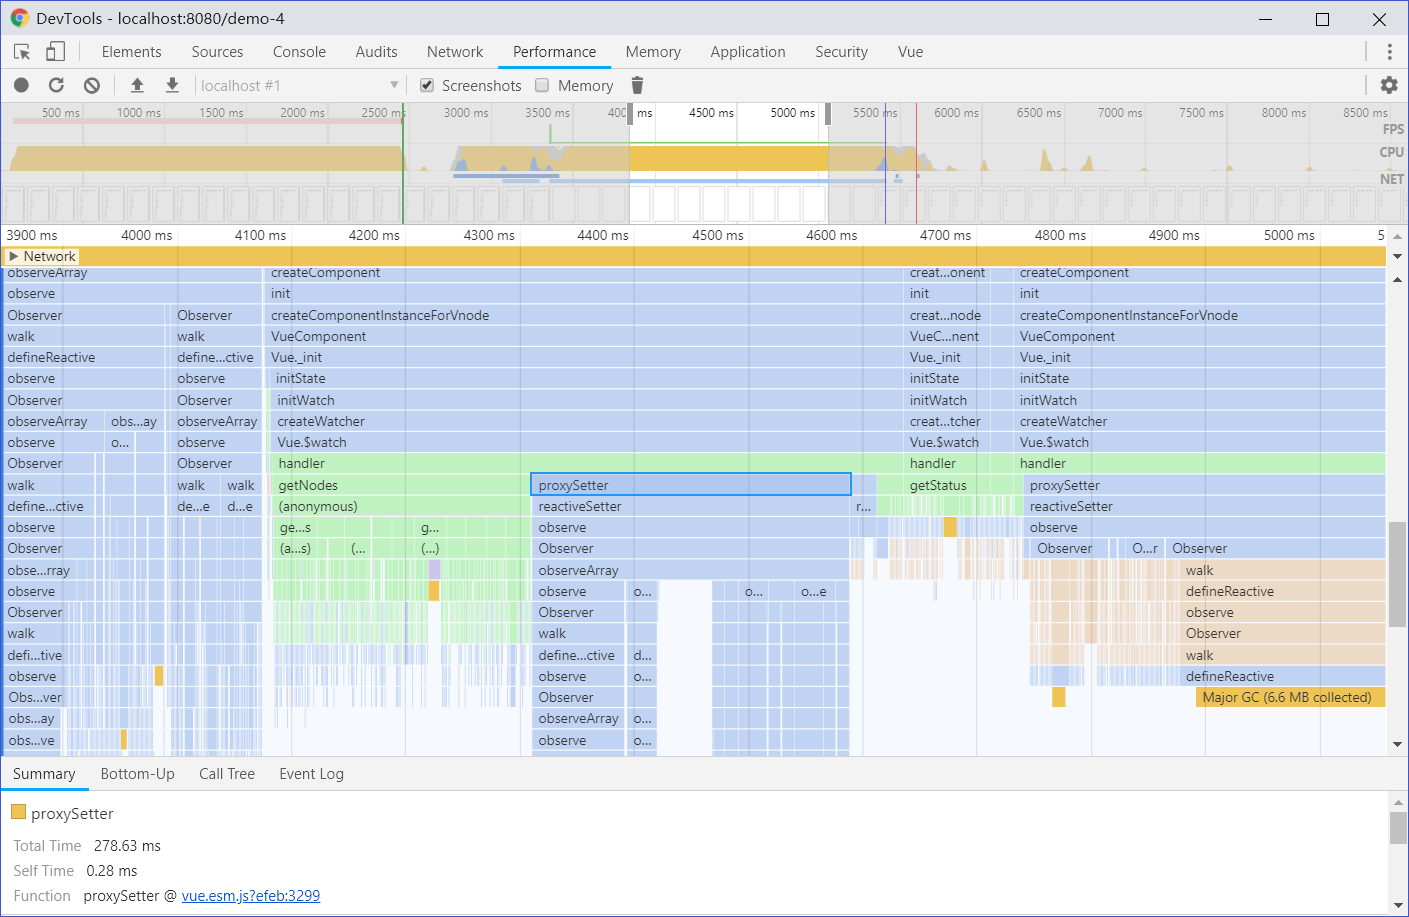 DevTools - localhost:8080/demo-4
Elements Sources Console Audits Network Performance Memory Application Security Vue
localhost #1 Screenshots Memory
500 ms 1000 ms 1500 ms 2000 ms 2500 ms 3000 ms 3500 ms 400 ms 4500 ms 5000 ms 5500 ms 6000 ms 6500 ms 7000 ms 7500 ms 8000 ms 8500 ms
FPS
CPU
NET
3900 ms 4000 ms 4100 ms 4200 ms 4300 ms 4400 ms 4500 ms 4600 ms 4700 ms 4800 ms 4900 ms 5000 ms 5
Network
observeArray createComponent creat...onent createComponent
observe init init init
Observer Observer createComponentInstanceForVnode creat...node createComponentInstanceForVnode
walk walk VueComponent VueC...nent VueComponent
defineReactive define...ctive Vue._init Vue._init Vue._init
observe observe initState initState initState
Observer Observer initWatch initWatch initWatch
observeArray obs...ay observeArray createWatcher creat...tcher createWatcher
observe o... observe Vue.$watch Vue.$watch Vue.$watch
Observer Observer handler handler handler
walk walk walk getNodes proxySetter getStatus proxySetter
define...ctive de...e d...e (anonymous) reactiveSetter r... reactiveSetter
observe ge...s g... observe observe
Observer (a...s) (... (...) Observer Observer O...r Observer
obse...rray observeArray walk
observe observe o... o... o...e defineReactive
Observer Observer observe
walk walk Observer
defi...tive define...ctive d... walk
observe observe o... defineReactive
Obs...ver Observer Major GC (6.6 MB collected)
obs...ay observeArray o...
obs...ve observe o...
Summary Bottom-Up Call Tree Event Log
proxySetter
Total Time 278.63 ms
Self Time 0.28 ms
Function proxySetter @ vue.esm.js?efeb:3299